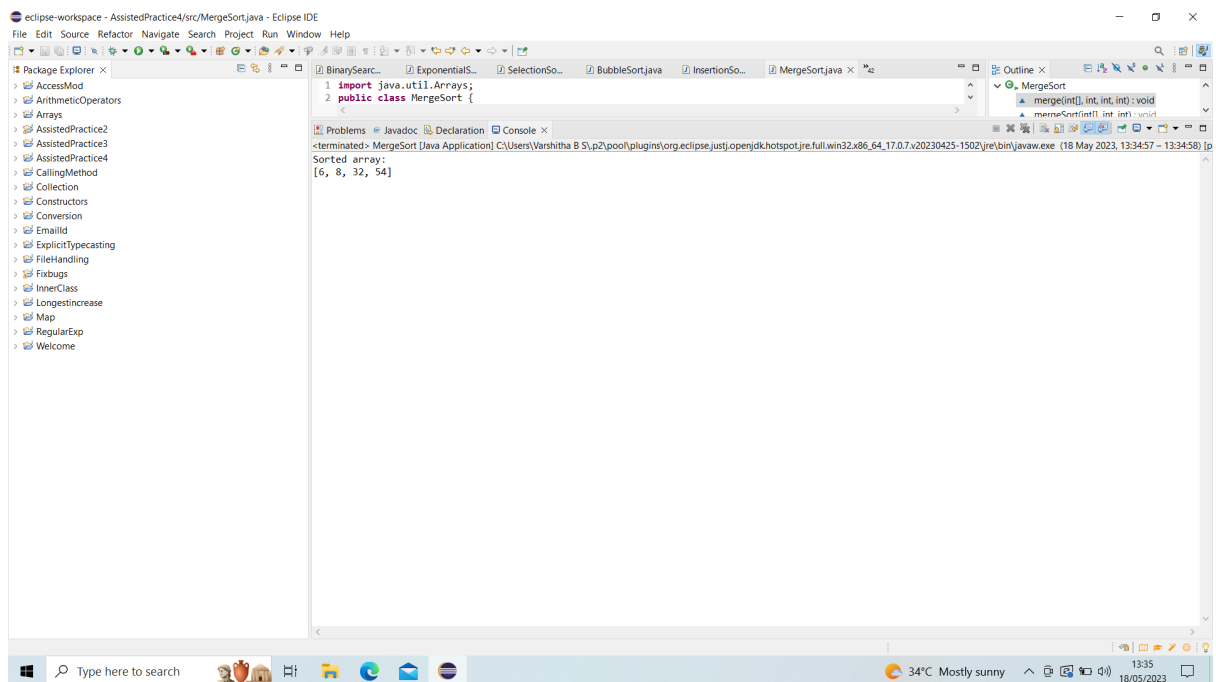 eclipse-workspace - AssistedPractice4/src/MergeSort.java - Eclipse IDE
File Edit Source Refactor Navigate Search Project Run Window Help
Package Explorer
AccessMod
ArithmeticOperators
Arrays
AssistedPractice2
AssistedPractice3
AssistedPractice4
CallingMethod
Collection
Constructors
Conversion
EmailId
ExplicitTypecasting
FileHandling
Fixbugs
InnerClass
Longestincrease
Map
RegularExp
Welcome
BinarySearc... ExponentialS... SelectionSo... BubbleSort.java InsertionSo... MergeSort.java »42
1 import java.util.Arrays;
2 public class MergeSort {
Outline
MergeSort
merge(int[], int, int, int) : void
mergeSort(int[], int, int) : void
Problems Javadoc Declaration Console
<terminated> MergeSort [Java Application] C:\Users\Varshitha B S\.p2\pool\plugins\org.eclipse.justj.openjdk.hotspot.jre.full.win32.x86_64_17.0.7.v20230425-1502\jre\bin\javaw.exe (18 May 2023, 13:34:57 – 13:34:58) [p
Sorted array:
[6, 8, 32, 54]
Type here to search
34°C Mostly sunny
13:35
18/05/2023